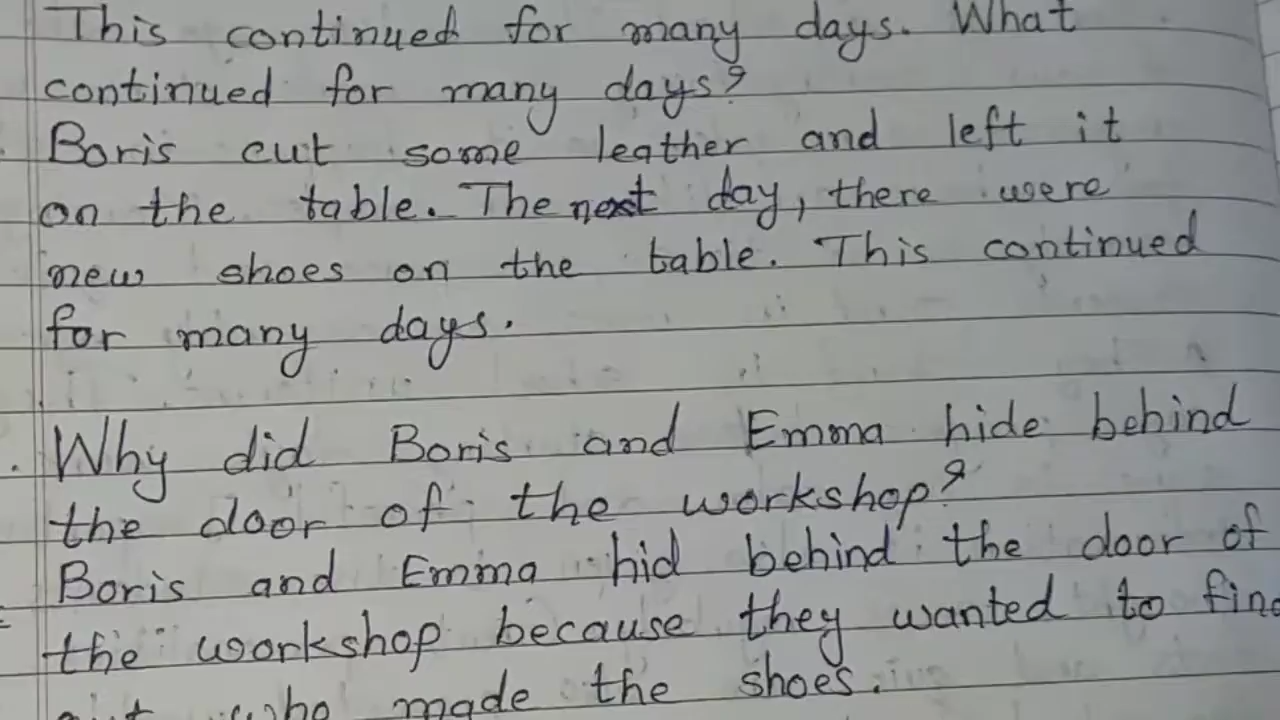 This continued for many days. What
continued for many days?
Boris cut some leather and left it
on the table. The next day, there were
new shoes on the table. This continued
for many days.
Why did Boris and Emma hide behind
the door of the workshop?
Boris and Emma hid behind the door of
the workshop because they wanted to find
out who made the shoes.